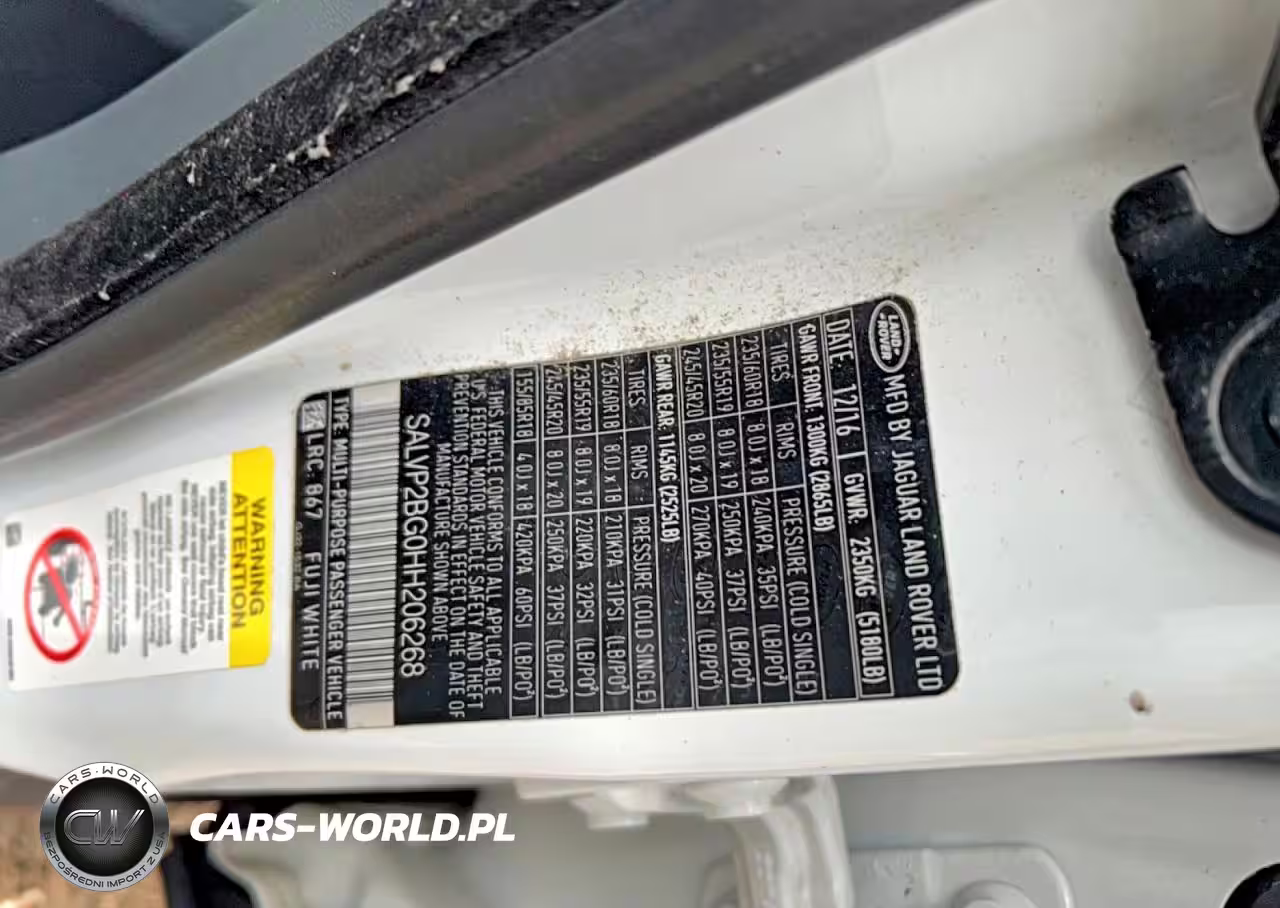 LAND-
ROVER
MFD BY JAGUAR LAND ROVER LTD
DATE: 12/16 GVWR: 2350KG (5180LB)
GAWR FRONT: 1300KG (2865LB)
TIRES RIMS PRESSURE (COLD SINGLE)
235/60R18 8.0J x 18 240KPA 35PSI (LB/PO²)
235/55R19 8.0J x 19 250KPA 37PSI (LB/PO²)
245/45R20 8.0J x 20 270KPA 40PSI (LB/PO²)
GAWR REAR: 1145KG (2525LB)
TIRES RIMS PRESSURE (COLD SINGLE)
235/60R18 8.0J x 18 210KPA 31PSI (LB/PO²)
235/55R19 8.0J x 19 220KPA 32PSI (LB/PO²)
245/45R20 8.0J x 20 250KPA 37PSI (LB/PO²)
155/85R18 4.0J x 18 420KPA 60PSI (LB/PO²)
THIS VEHICLE CONFORMS TO ALL APPLICABLE
U.S. FEDERAL MOTOR VEHICLE SAFETY AND THEFT
PREVENTION STANDARDS IN EFFECT ON THE DATE OF
MANUFACTURE SHOWN ABOVE
SALVP2BG0HH206268
TYPE: MULTI-PURPOSE PASSENGER VEHICLE
LRC 867 FUJI WHITE
WARNING
ATTENTION
CARS-WORLD
CW
BEZPOŚREDNI IMPORT Z USA
CARS-WORLD.PL